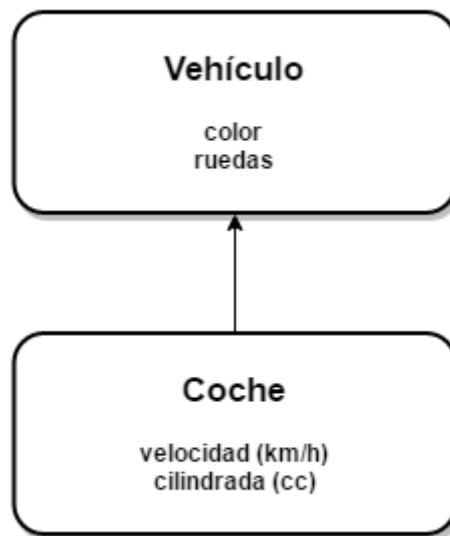 Vehículo
color
ruedas
Coche
velocidad (km/h)
cilindrada (cc)